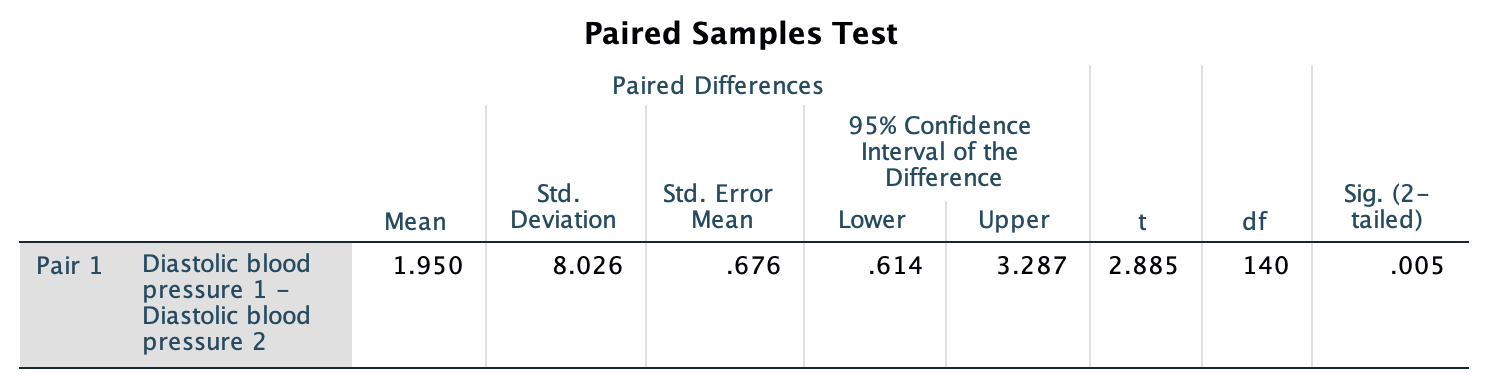 Paired Samples Test
Paired Differences
95% Confidence
Interval of the
Difference
Mean
Std.
Deviation
Std. Error
Mean
Lower
Upper
t
df
Sig. (2-
tailed)
Pair 1
Diastolic blood
pressure 1 -
Diastolic blood
pressure 2
1.950
8.026
.676
.614
3.287
2.885
140
.005